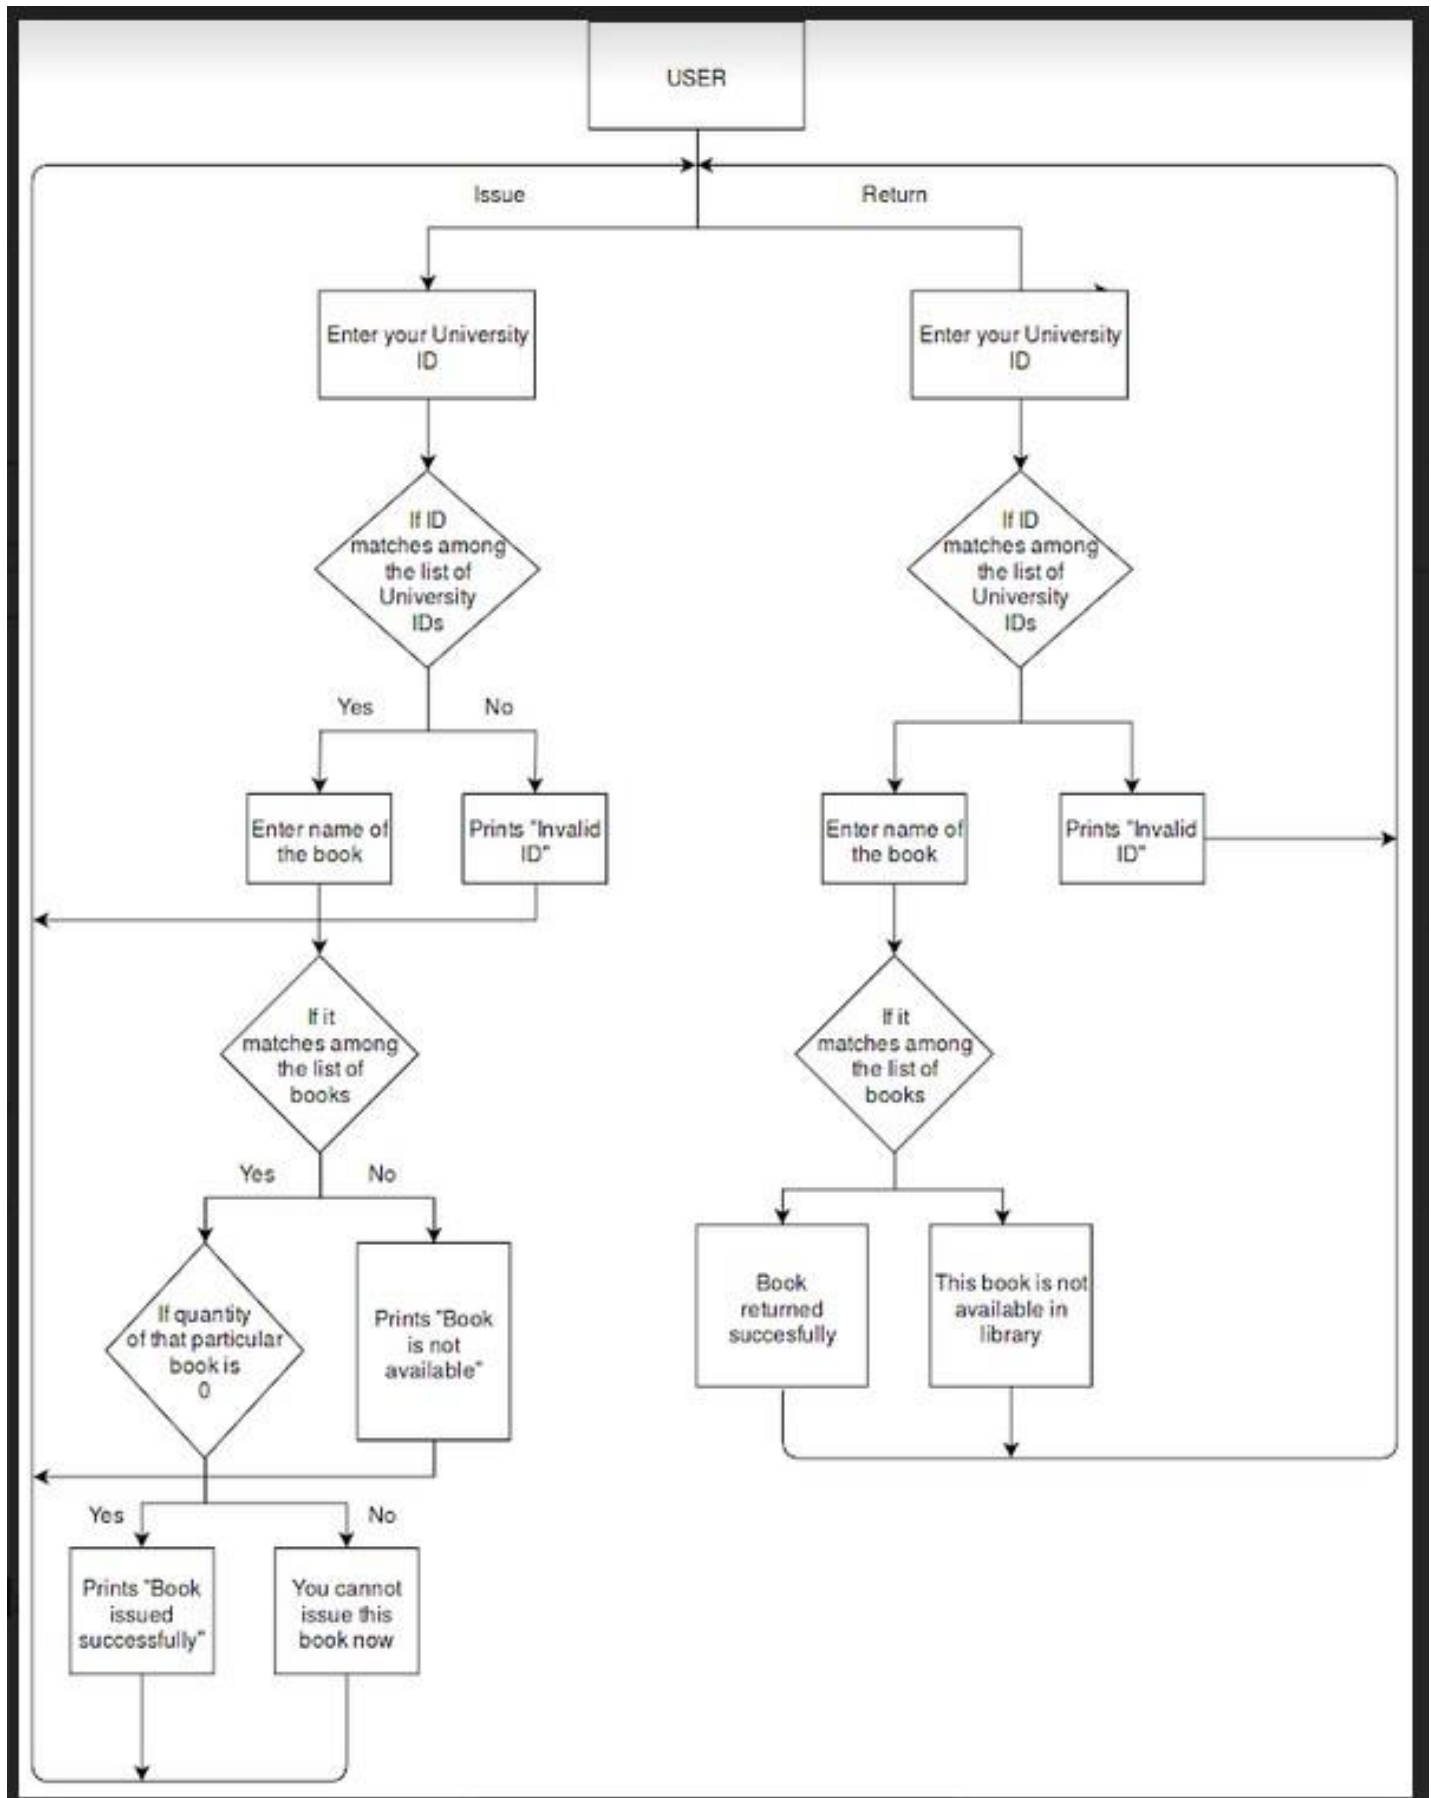 USER
Issue
Return
Enter your University
ID
Enter your University
ID
If ID
matches among
the list of
University
IDs
If ID
matches among
the list of
University
IDs
Yes
No
Enter name of
the book
Prints "Invalid
ID"
Enter name of
the book
Prints "Invalid
ID"
If it
matches among
the list of
books
If it
matches among
the list of
books
Yes
No
If quantity
of that particular
book is
0
Prints "Book
is not
available"
Book
returned
succesfully
This book is not
available in
library
Yes
No
Prints "Book
issued
successfully"
You cannot
issue this
book now